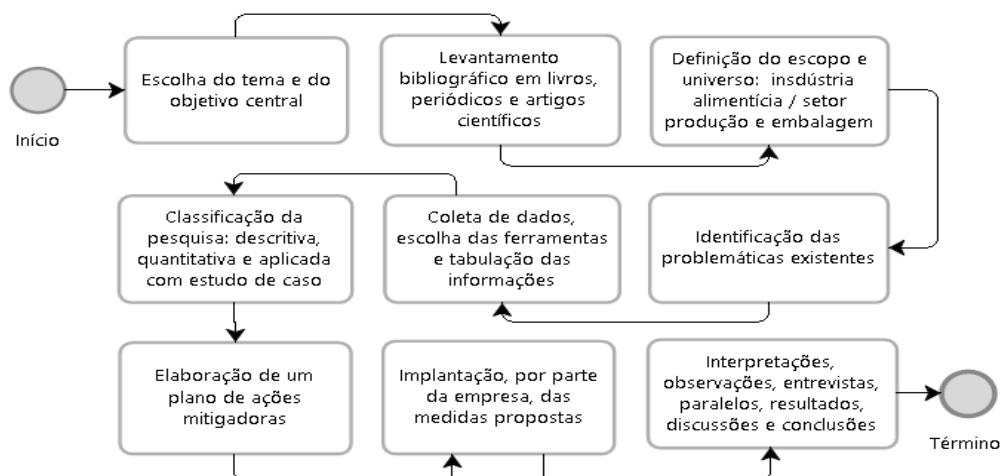 Início
Escolha do tema e do
objetivo central
Levantamento
bibliográfico em livros,
periódicos e artigos
científicos
Definição do escopo e
universo: insdústria
alimentícia / setor
produção e embalagem
Identificação das
problemáticas existentes
Coleta de dados,
escolha das ferramentas
e tabulação das
informações
Classificação da
pesquisa: descritiva,
quantitativa e aplicada
com estudo de caso
Elaboração de um
plano de ações
mitigadoras
Implantação, por parte
da empresa, das
medidas propostas
Interpretações,
observações, entrevistas,
paralelos, resultados,
discussões e conclusões
Término